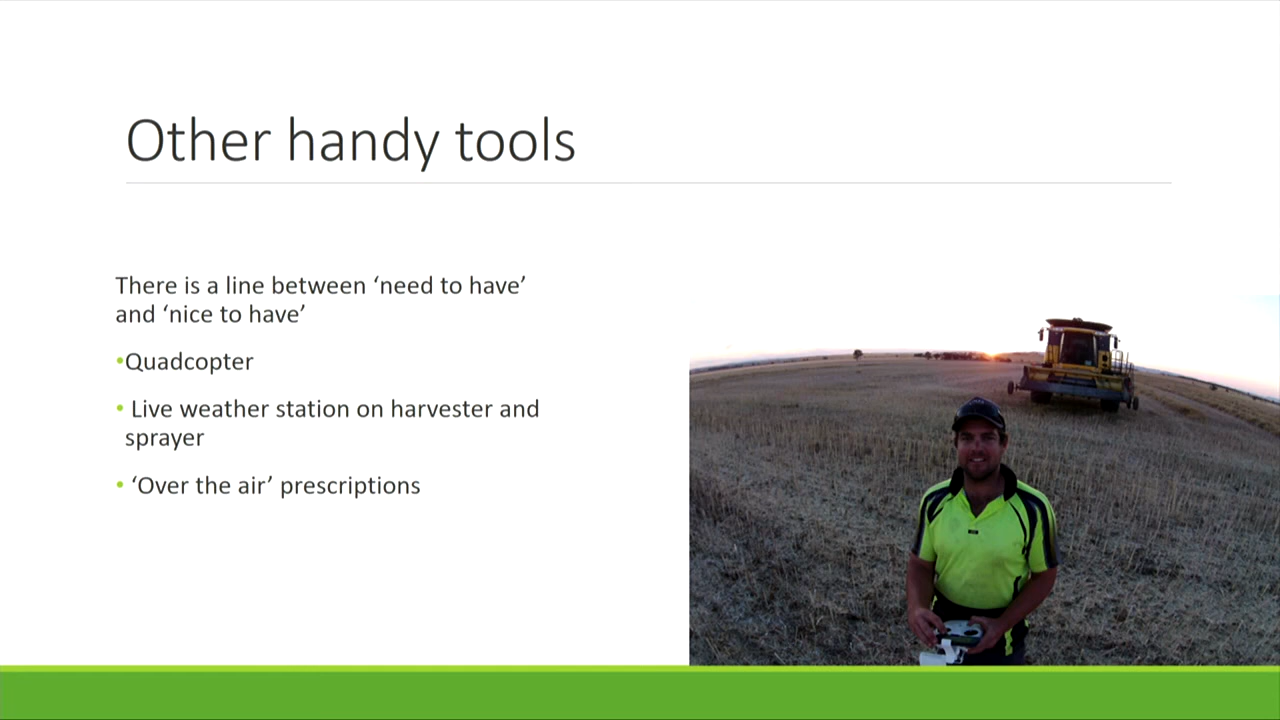 Other handy tools
There is a line between ‘need to have’
and ‘nice to have’
•Quadcopter
• Live weather station on harvester and
sprayer
• ‘Over the air’ prescriptions